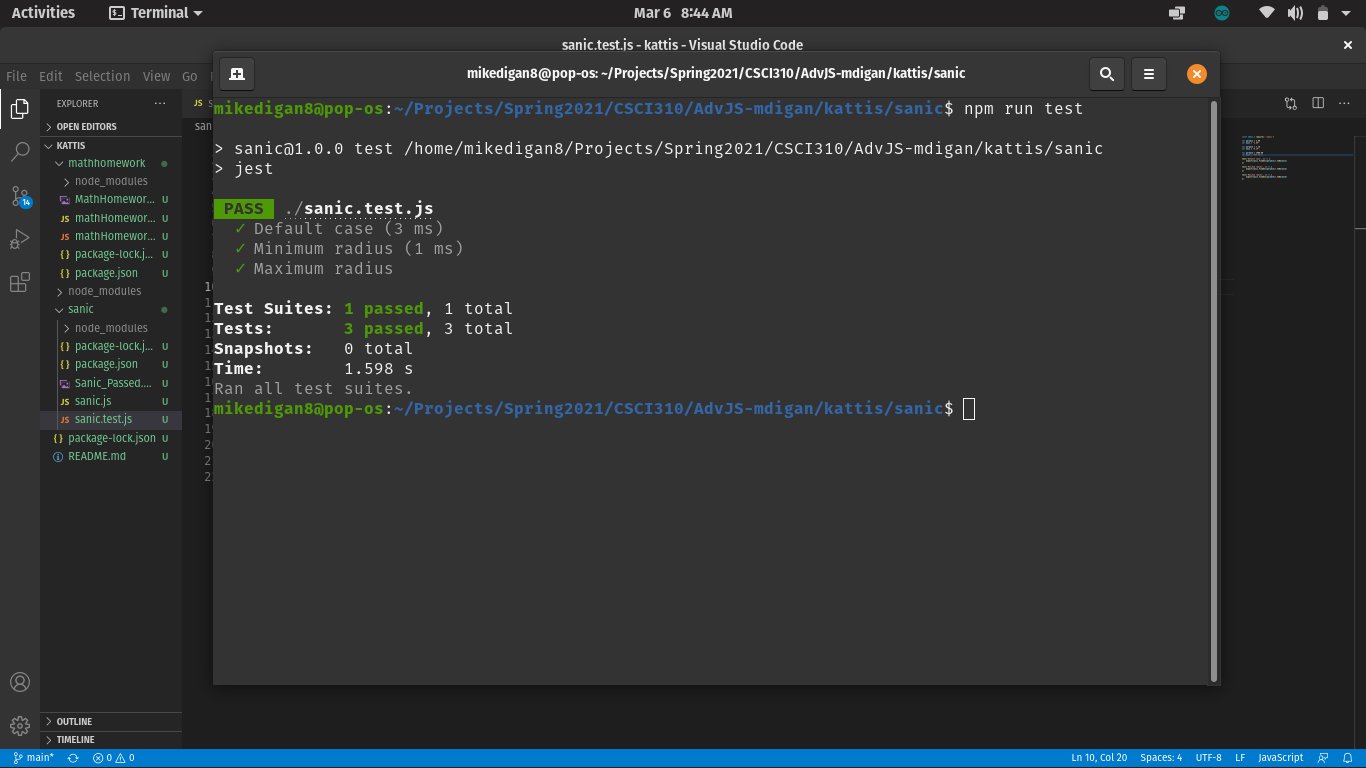 Activities Terminal Mar 6 8:44 AM
sanic.test.js - kattis - Visual Studio Code
mikedigan8@pop-os: ~/Projects/Spring2021/CSCI310/AdvJS-mdigan/kattis/sanic
File Edit Selection View Go
EXPLORER ...
JS
OPEN EDITORS
KATTIS
mathhomework
node_modules
MathHomewor... U
JS mathHomewor... U
JS mathHomewor... U
{} package-lock.j... U
{} package.json U
node_modules
sanic
node_modules
{} package-lock.j... U
{} package.json U
Sanic_Passed.... U
JS sanic.js U
JS sanic.test.js U
{} package-lock.json U
README.md U
OUTLINE
TIMELINE
14
mikedigan8@pop-os:~/Projects/Spring2021/CSCI310/AdvJS-mdigan/kattis/sanic$ npm run test
> sanic@1.0.0 test /home/mikedigan8/Projects/Spring2021/CSCI310/AdvJS-mdigan/kattis/sanic
> jest
PASS ./sanic.test.js
✓ Default case (3 ms)
✓ Minimum radius (1 ms)
✓ Maximum radius
Test Suites: 1 passed, 1 total
Tests: 3 passed, 3 total
Snapshots: 0 total
Time: 1.598 s
Ran all test suites.
mikedigan8@pop-os:~/Projects/Spring2021/CSCI310/AdvJS-mdigan/kattis/sanic$
main* 0 0 Ln 10, Col 20 Spaces: 4 UTF-8 LF JavaScript